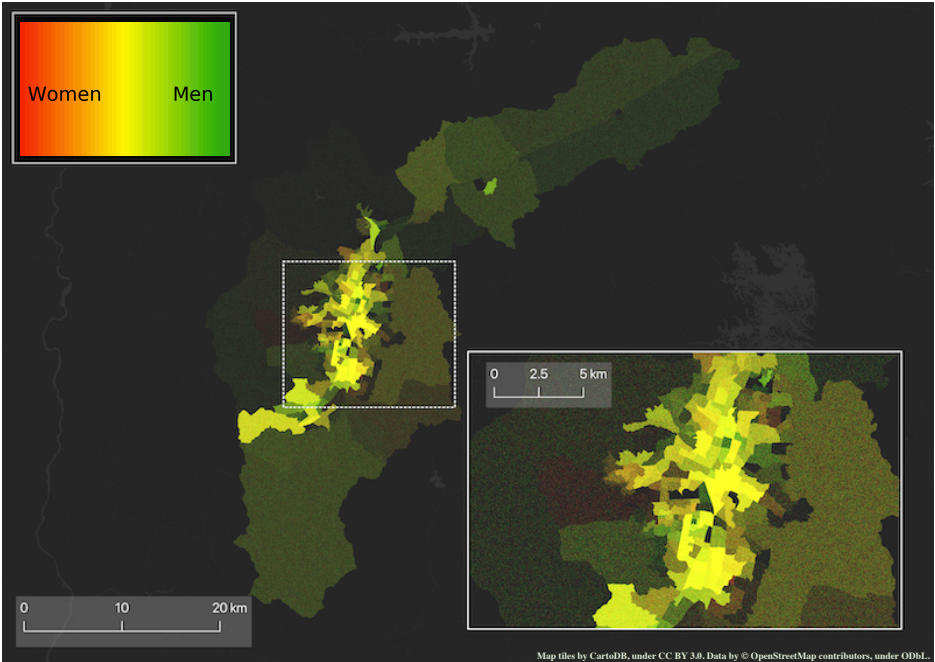 Women Men
0 2.5 5 km
0 10 20 km
Map tiles by CartoDB, under CC BY 3.0. Data by © OpenStreetMap contributors, under ODbL.